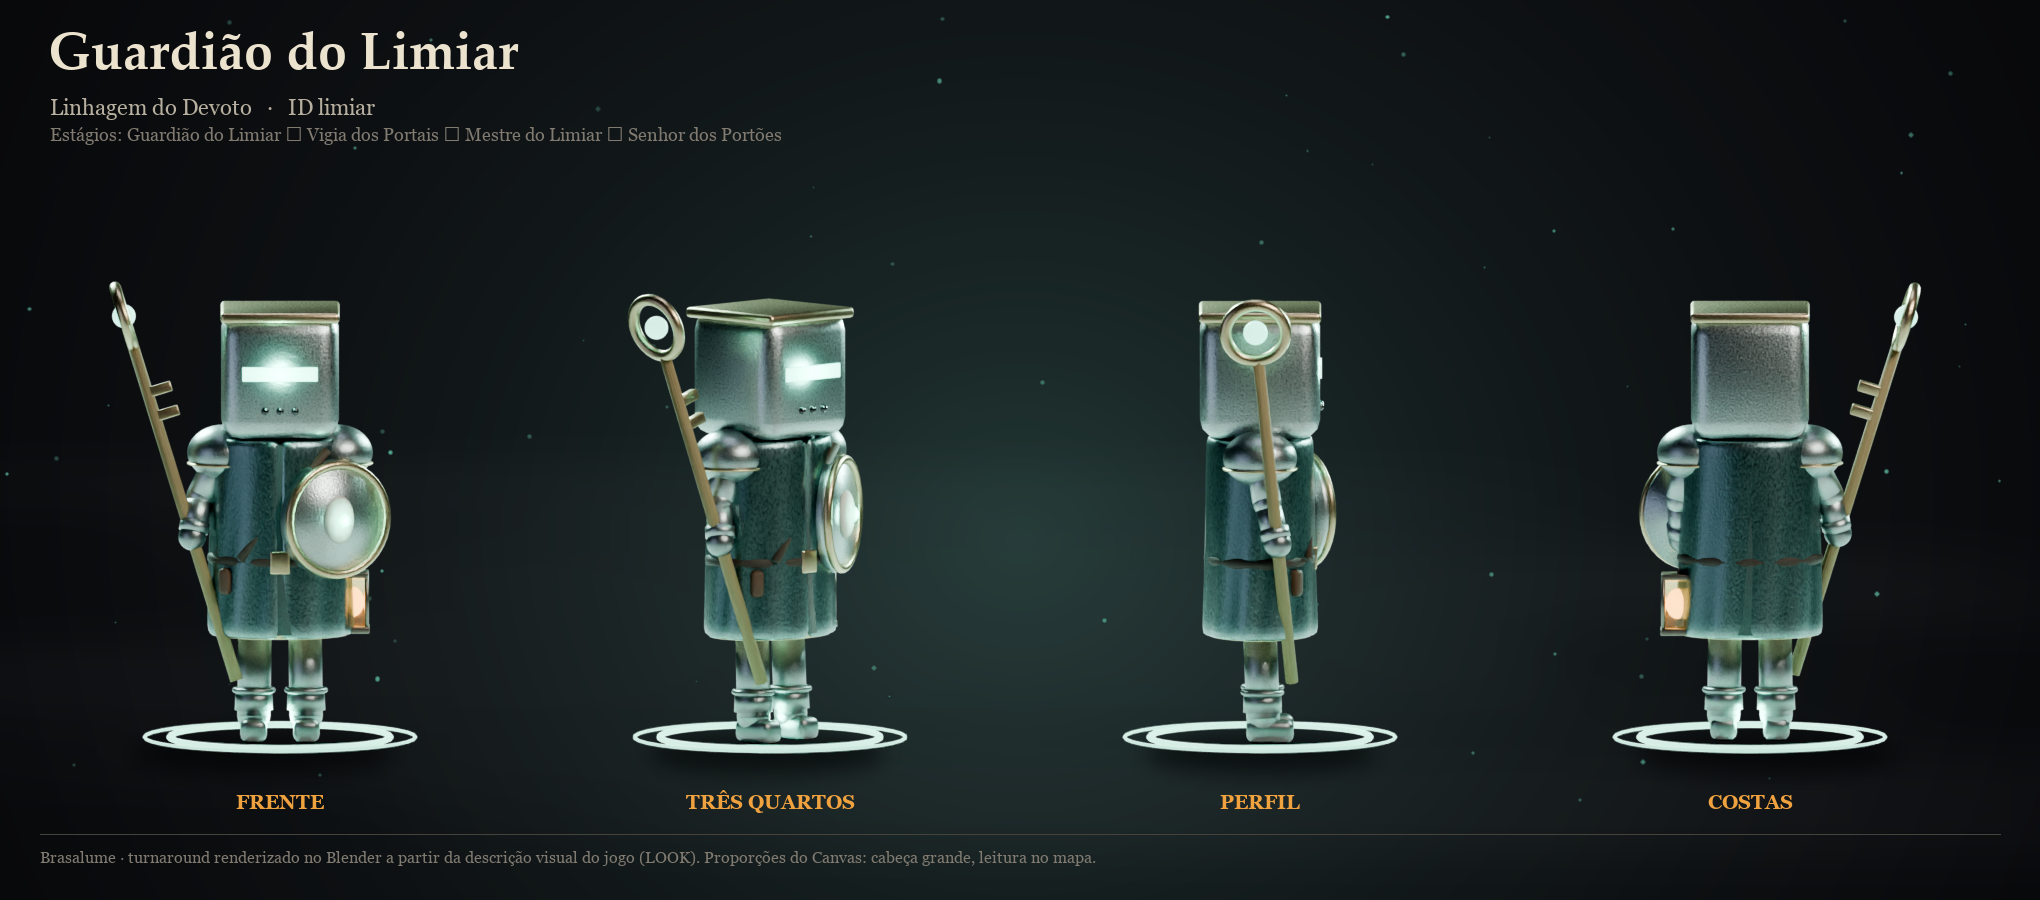 Guardião do Limiar
Linhagem do Devoto · ID limiar
Estágios: Guardião do Limiar □ Vigia dos Portais □ Mestre do Limiar □ Senhor dos Portões
FRENTE
TRÊS QUARTOS
PERFIL
COSTAS
Brasalume · turnaround renderizado no Blender a partir da descrição visual do jogo (LOOK). Proporções do Canvas: cabeça grande, leitura no mapa.